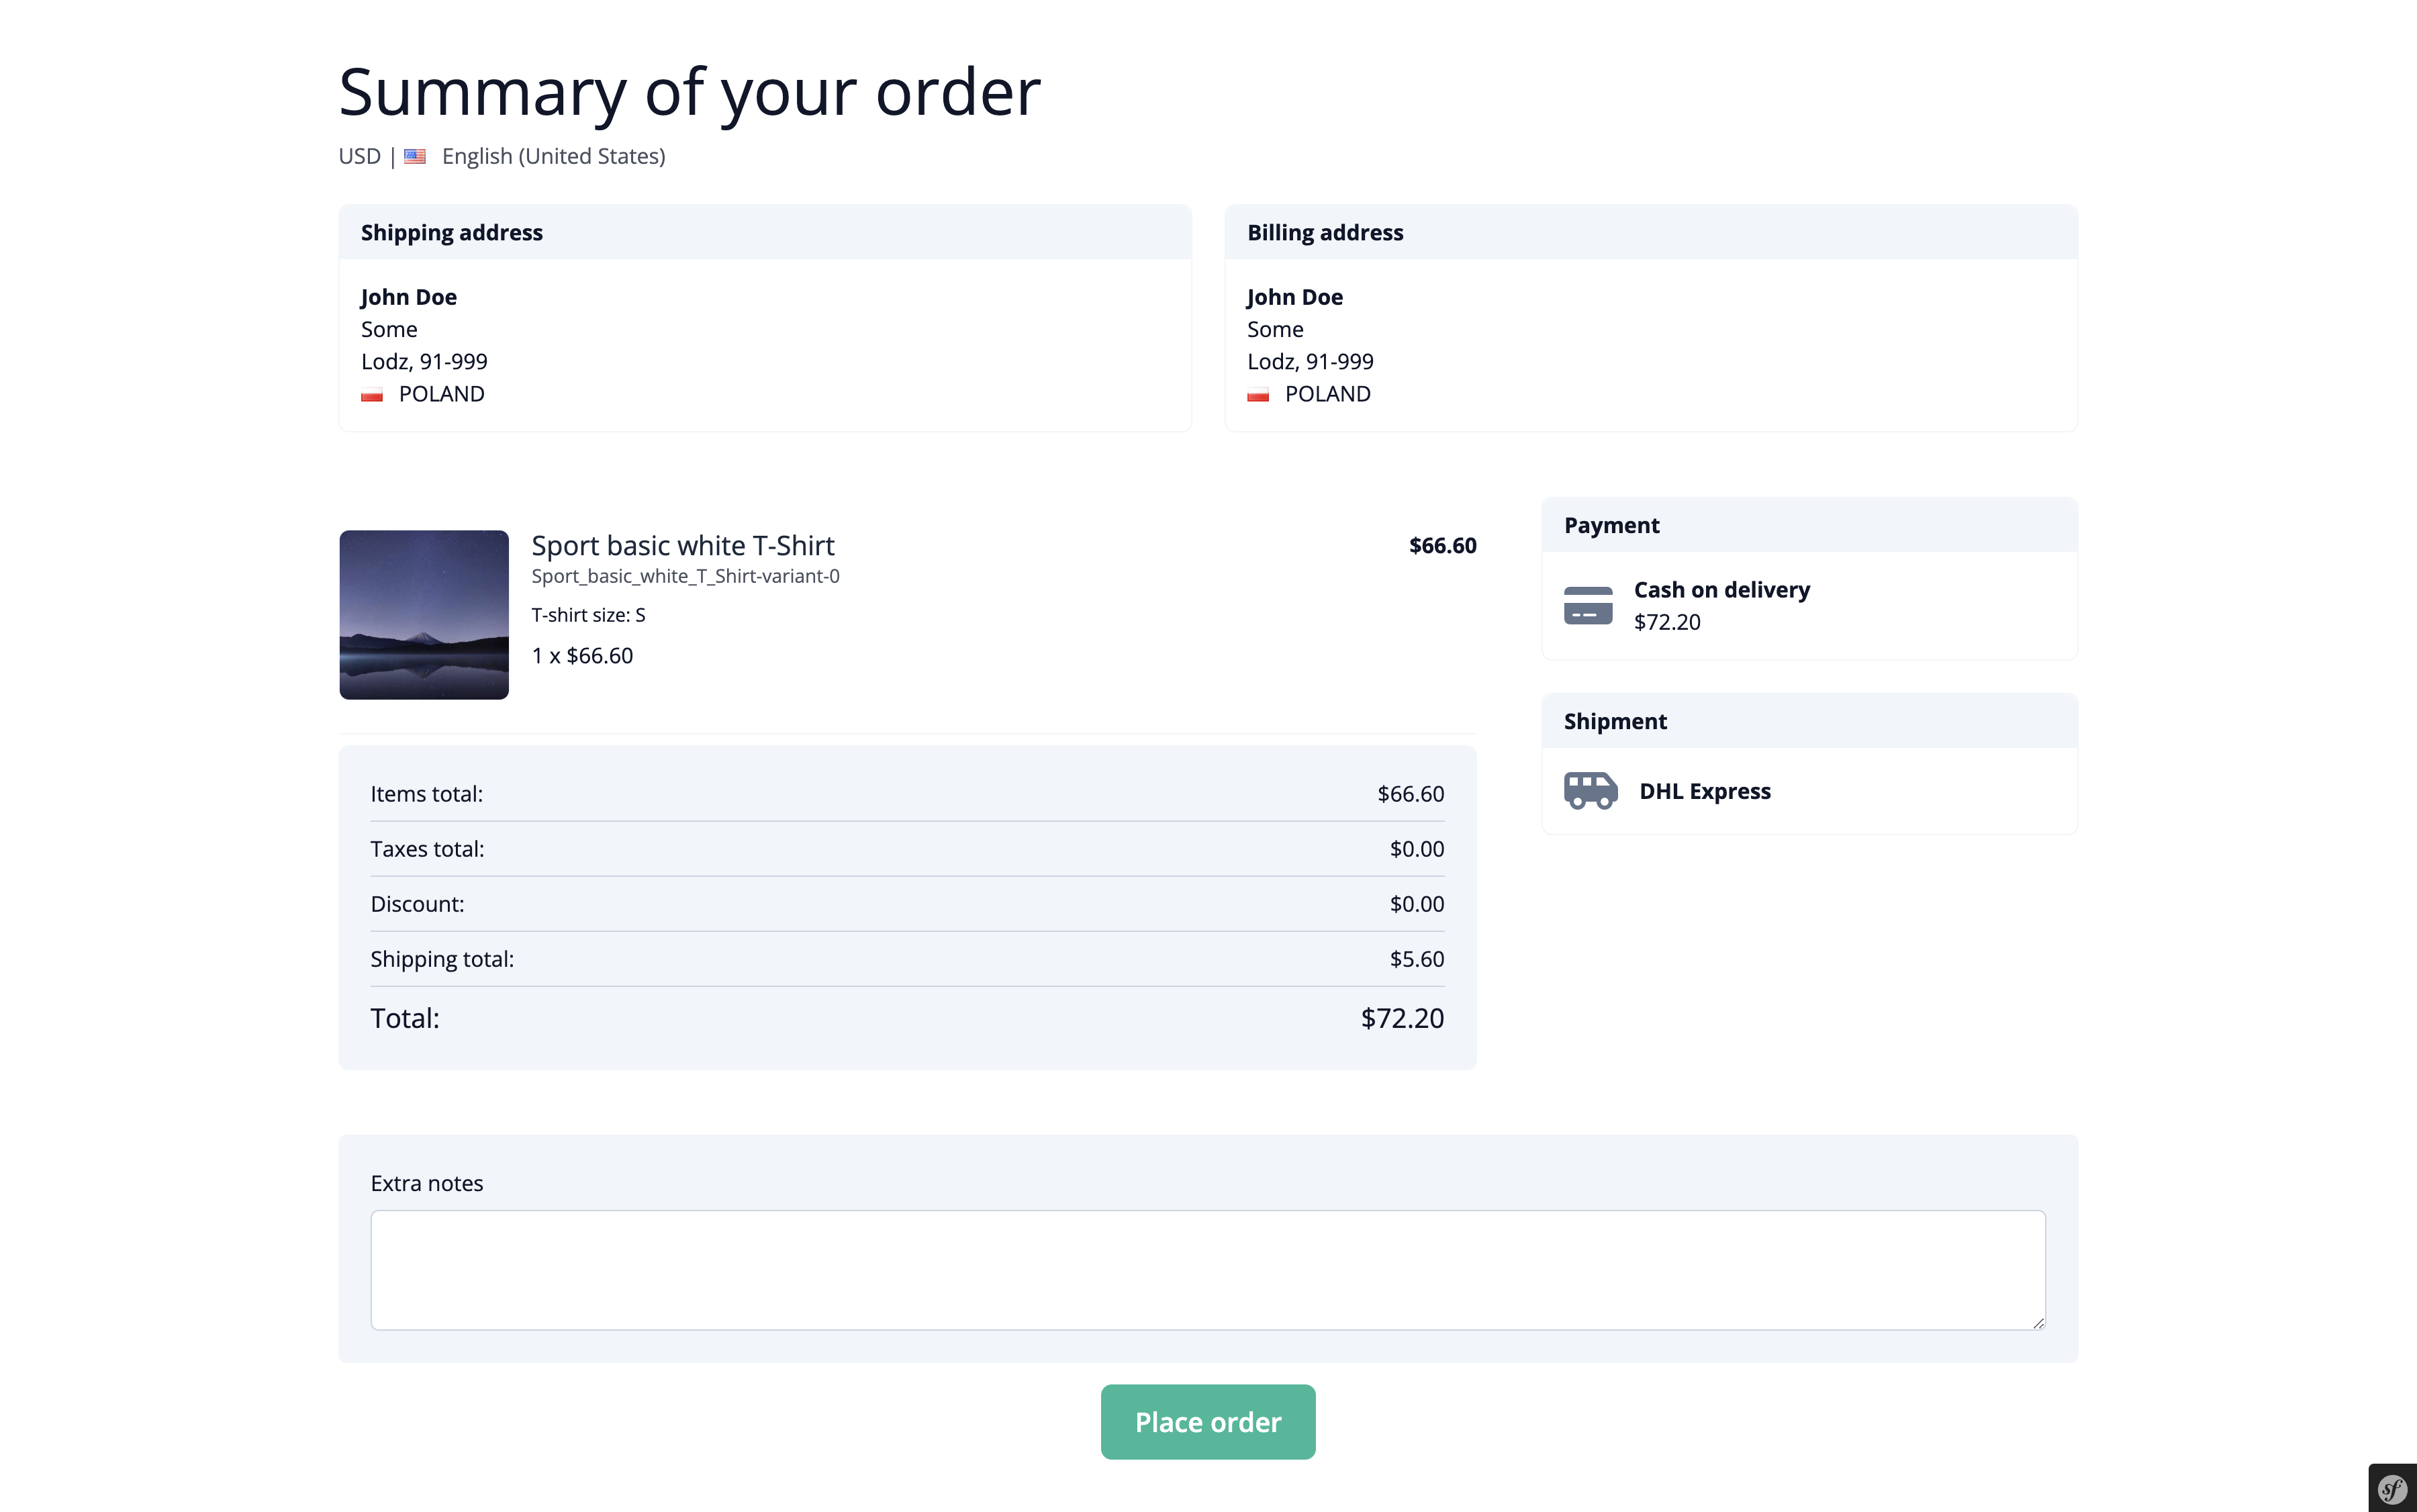 Summary of your order
USD | English (United States)
Shipping address
John Doe
Some
Lodz, 91-999
POLAND
Billing address
John Doe
Some
Lodz, 91-999
POLAND
Sport basic white T-Shirt
$66.60
Sport_basic_white_T_Shirt-variant-0
T-shirt size: S
1 x $66.60
Items total: $66.60
Taxes total: $0.00
Discount: $0.00
Shipping total: $5.60
Total: $72.20
Payment
Cash on delivery
$72.20
Shipment
DHL Express
Extra notes
Place order
sf